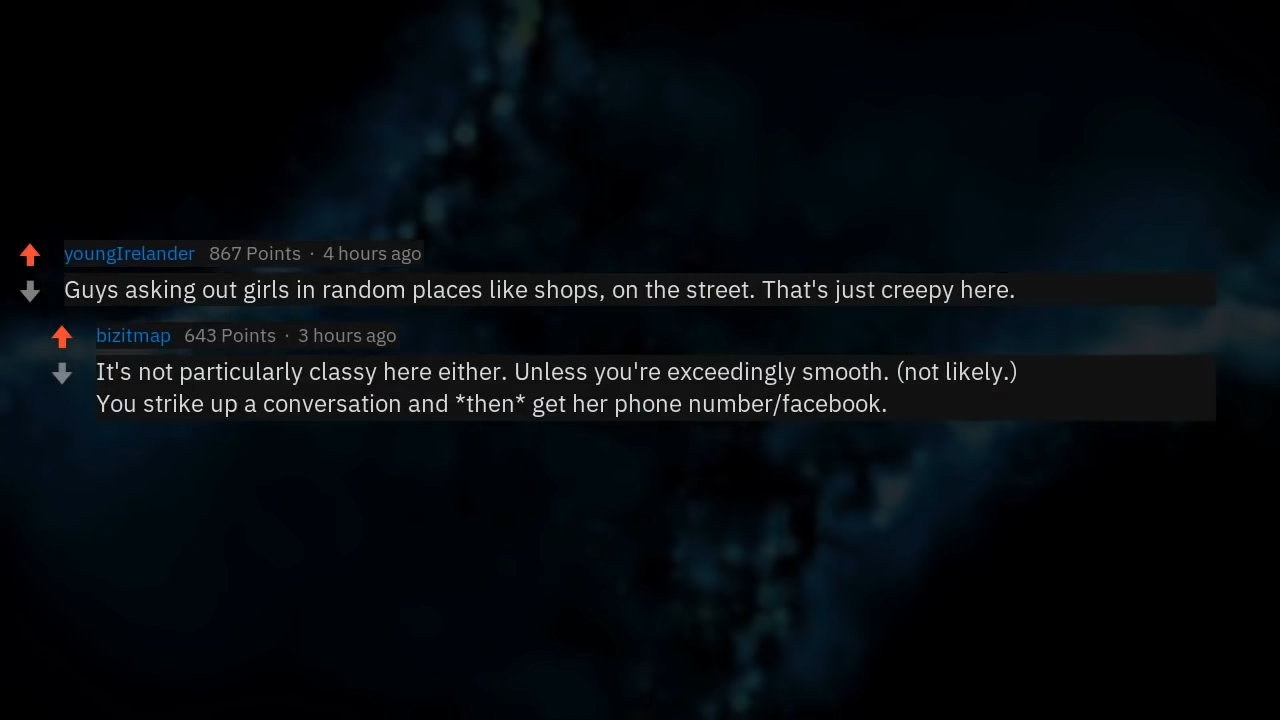 youngIrelander 867 Points · 4 hours ago
Guys asking out girls in random places like shops, on the street. That's just creepy here.
bizitmap 643 Points · 3 hours ago
It's not particularly classy here either. Unless you're exceedingly smooth. (not likely.)
You strike up a conversation and *then* get her phone number/facebook.